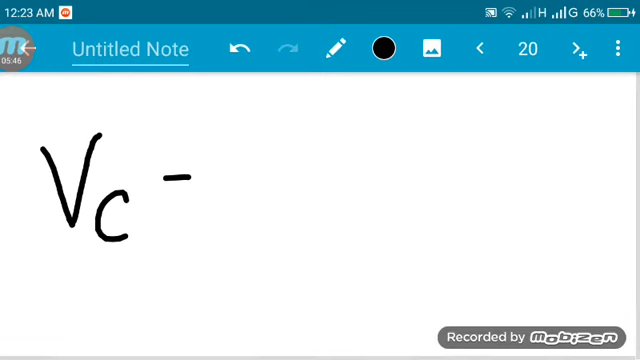 12:23 AM H G 66%
05:46 Untitled Note 20
Vc -
Recorded by mobizen